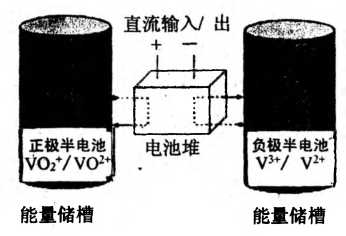 直流输入/ 出
+ −
正极半电池
VO₂⁺/VO²⁺
电池堆
负极半电池
V³⁺/ V²⁺
能量储槽
能量储槽